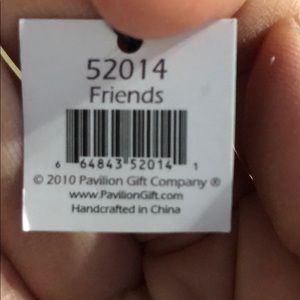 52014
Friends
6 64843 52014 1
© 2010 Pavilion Gift Company ®
www.PavilionGift.com
Handcrafted in China